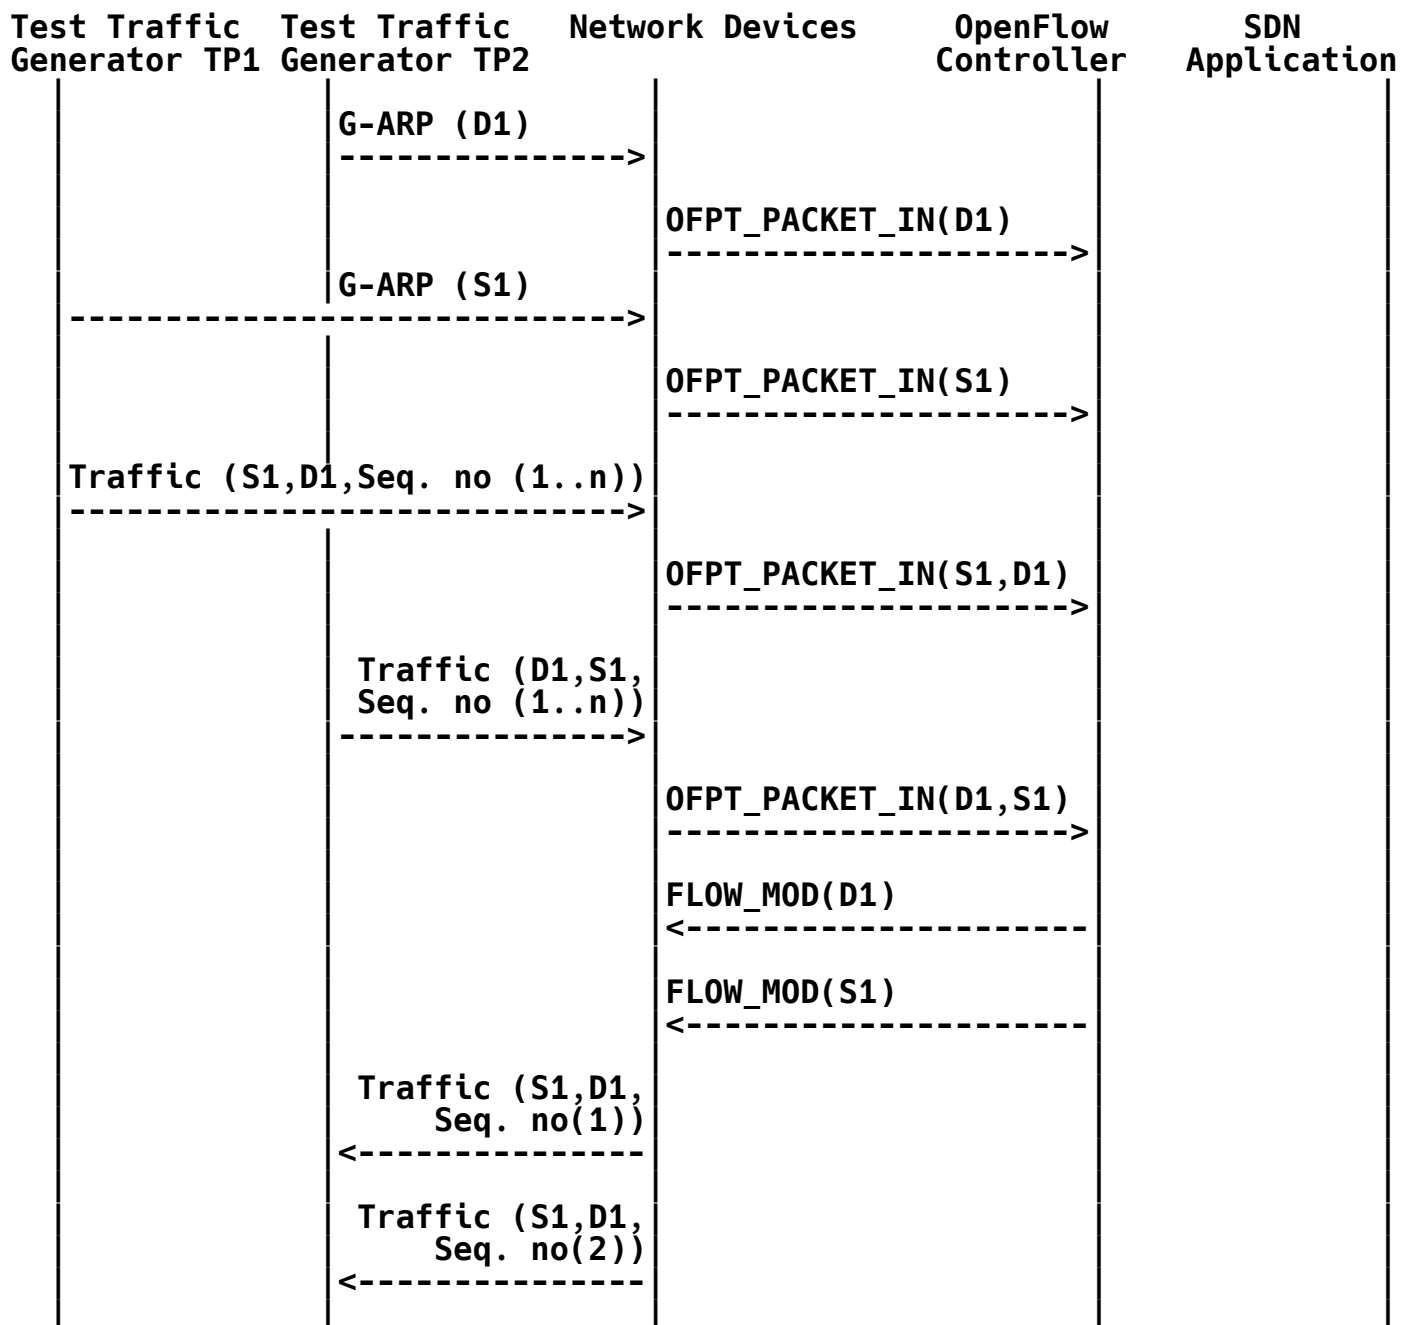 Test Traffic  Test Traffic   Network Devices     OpenFlow       SDN
Generator TP1 Generator TP2                     Controller   Application
G-ARP (D1)
--------------->
OFPT_PACKET_IN(D1)
--------------------->
G-ARP (S1)
----------------------------->
OFPT_PACKET_IN(S1)
--------------------->
Traffic (S1,D1,Seq. no (1..n))
----------------------------->
OFPT_PACKET_IN(S1,D1)
--------------------->
Traffic (D1,S1,
Seq. no (1..n))
--------------->
OFPT_PACKET_IN(D1,S1)
--------------------->
FLOW_MOD(D1)
<---------------------
FLOW_MOD(S1)
<---------------------
Traffic (S1,D1,
Seq. no(1))
<---------------
Traffic (S1,D1,
Seq. no(2))
<---------------